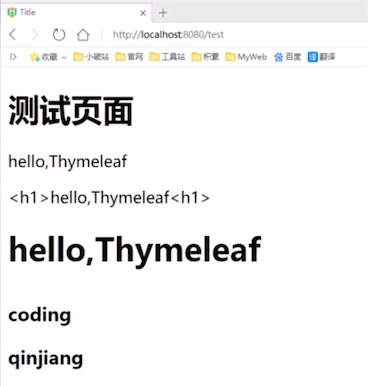 Title
http://localhost:8080/test
收藏 小破站 官网 工具站 积累 MyWeb 百度 译 翻译
测试页面
hello,Thymeleaf
<h1>hello,Thymeleaf<h1>
hello,Thymeleaf
coding
qinjiang